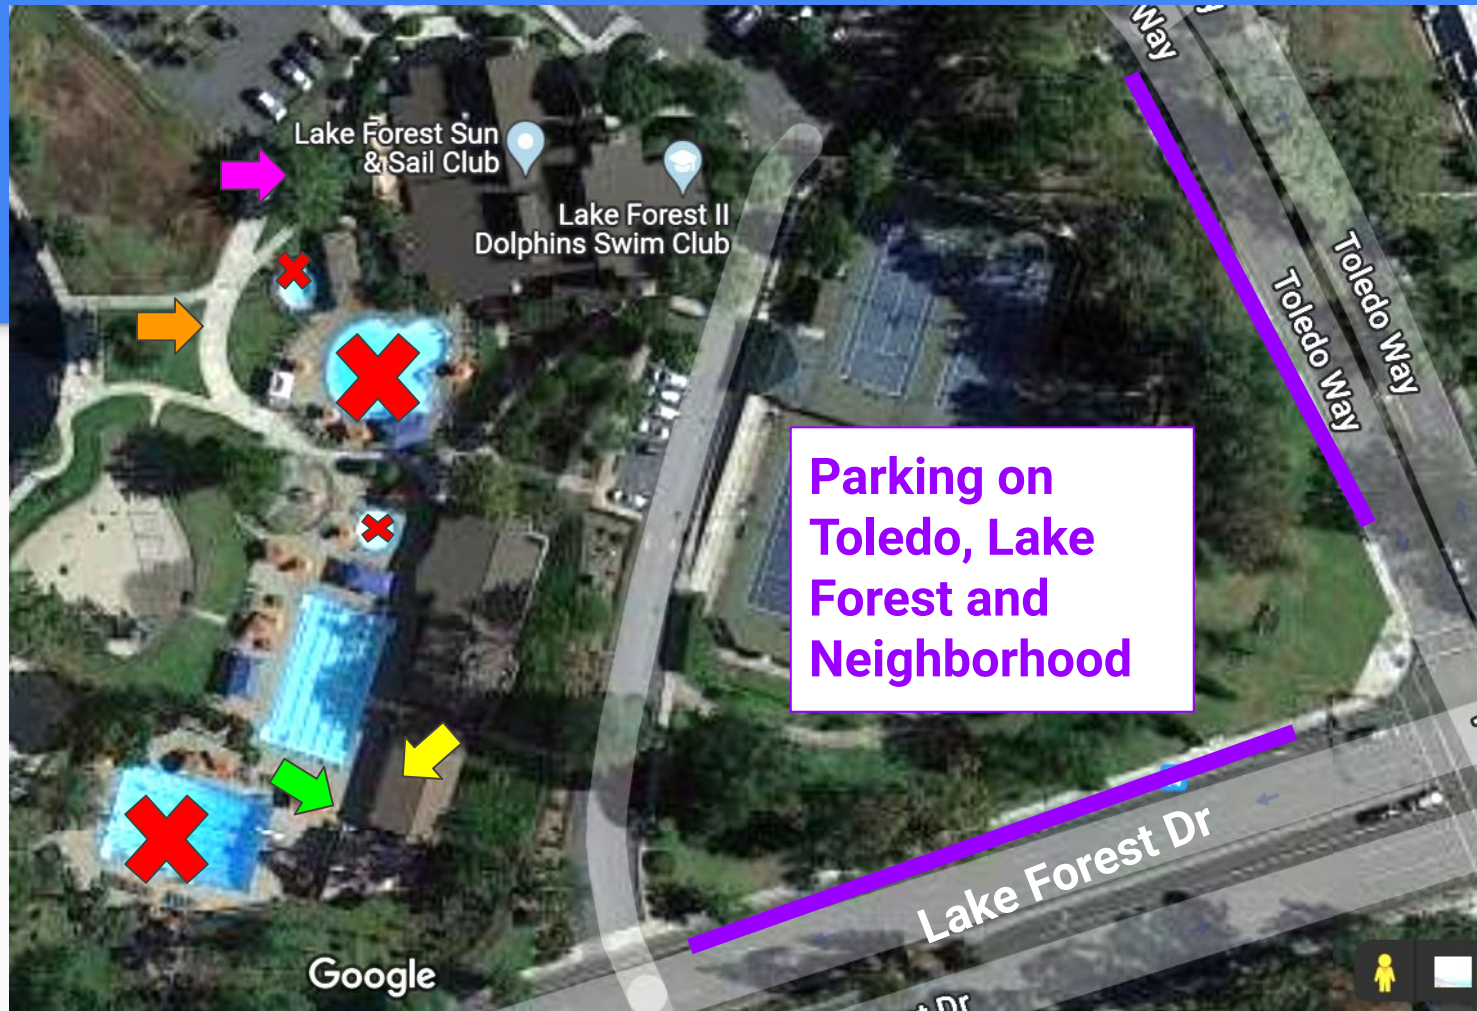 Way
Lake Forest Sun
& Sail Club
Lake Forest II
Dolphins Swim Club
Toledo Way
Toledo Way
Parking on
Toledo, Lake
Forest and
Neighborhood
Lake Forest Dr
Google
t Dr